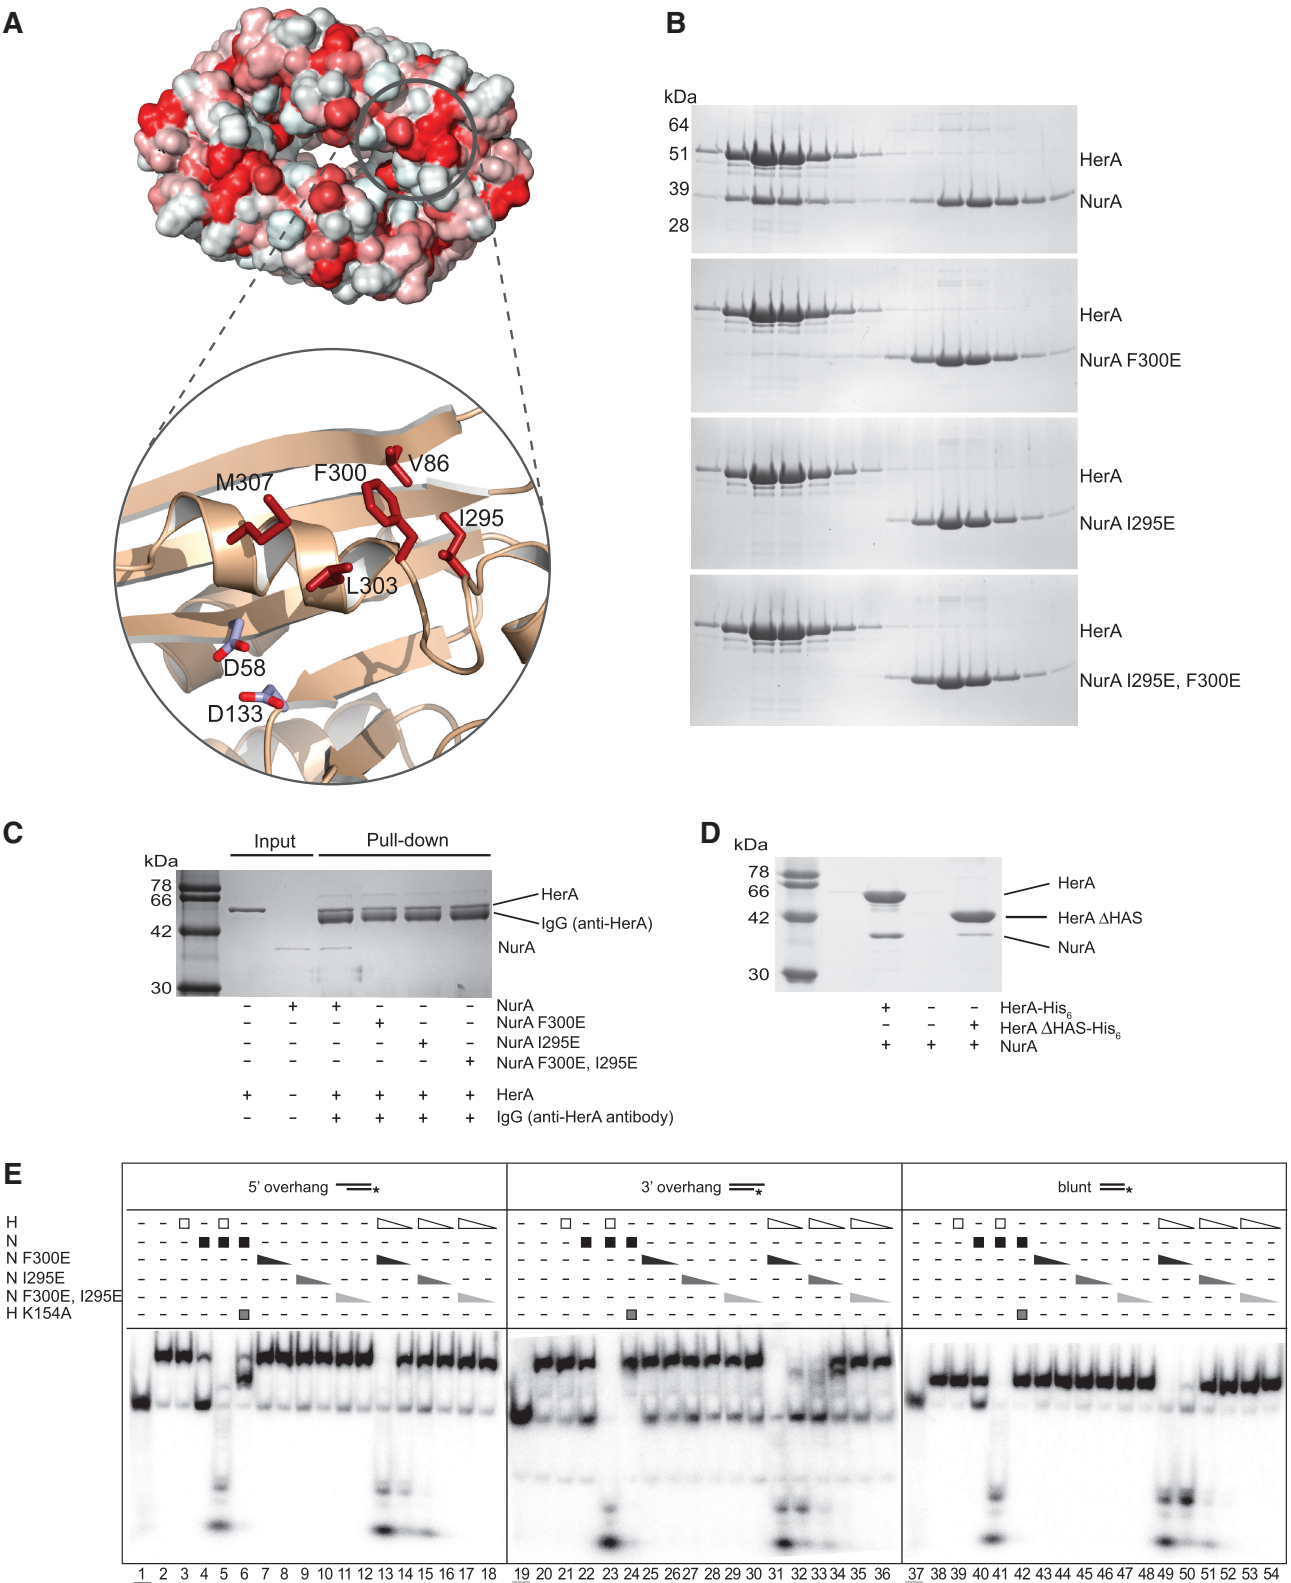 A
M307
F300
V86
I295
L303
D58
D133
B
kDa
64
51
39
28
HerA
NurA
HerA
NurA F300E
HerA
NurA I295E
HerA
NurA I295E, F300E
C
Input
Pull-down
kDa
78
66
42
30
HerA
IgG (anti-HerA)
NurA
– + + – – – NurA
– – – + – – NurA F300E
– – – – + – NurA I295E
– – – – – + NurA F300E, I295E
+ – + + + + HerA
– – + + + + IgG (anti-HerA antibody)
D
kDa
78
66
42
30
HerA
HerA ΔHAS
NurA
+ – – HerA-His6
– – + HerA ΔHAS-His6
+ + + NurA
E
5’ overhang *
3’ overhang *
blunt *
H
N
N F300E
N I295E
N F300E, I295E
H K154A
1 2 3 4 5 6 7 8 9 10 11 12 13 14 15 16 17 18 19 20 21 22 23 24 25 26 27 28 29 30 31 32 33 34 35 36 37 38 39 40 41 42 43 44 45 46 47 48 49 50 51 52 53 54